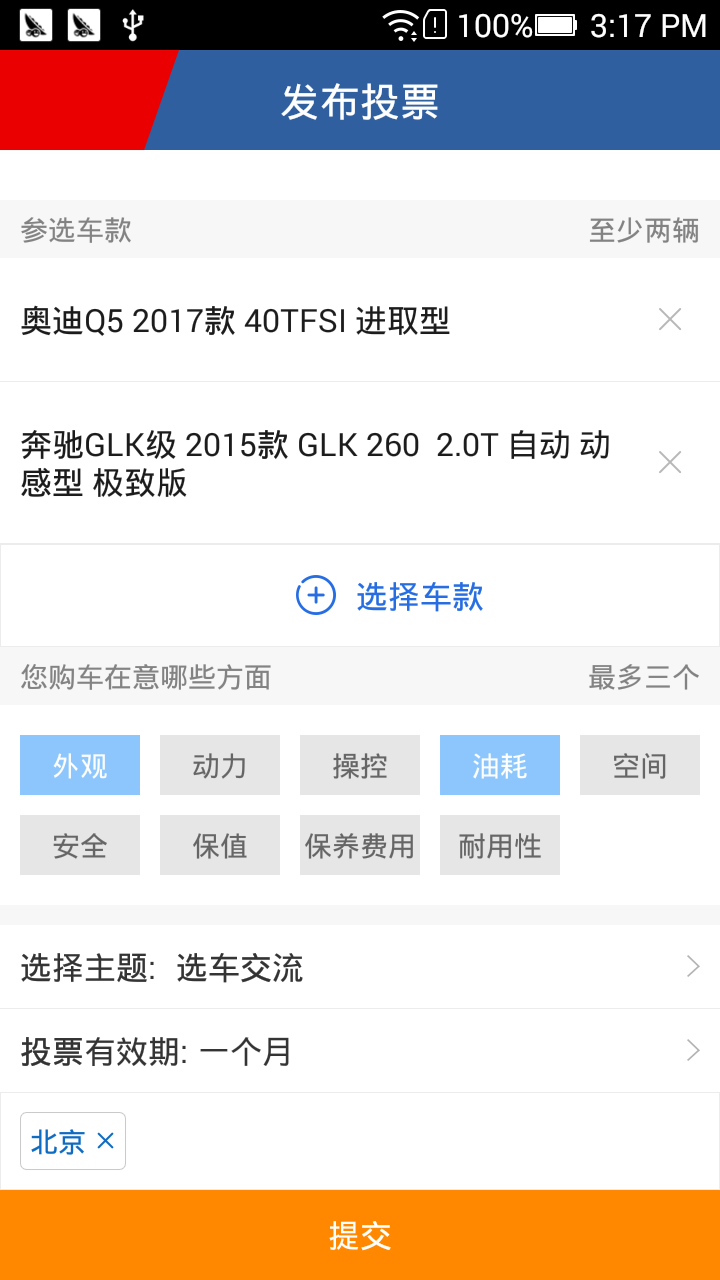 100% 3:17 PM
发布投票
参选车款 至少两辆
奥迪Q5 2017款 40TFSI 进取型
奔驰GLK级 2015款 GLK 260  2.0T 自动 动
感型 极致版
选择车款
您购车在意哪些方面 最多三个
外观 动力 操控 油耗 空间
安全 保值 保养费用 耐用性
选择主题: 选车交流
投票有效期: 一个月
北京
提交